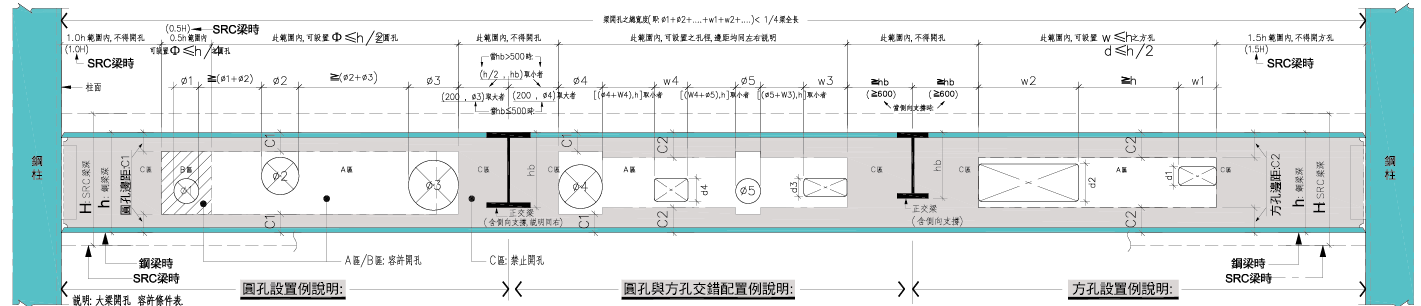 梁開孔之總寬度(即:ø1+ø2+....+w1+w2+....)< 1/4梁全長
(0.5H) SRC梁時
1.0h 範圍內, 不得開孔
(1.0H)
SRC梁時
0.5h 範圍內
可設置Φ≦h/4圓孔
此範圍內,可設置 Φ≦h/2圓孔
此範圍內, 不得開孔
此範圍內,可設置之孔徑,邊距均同左右說明
此範圍內, 不得開孔
此範圍內,可設置 w≦h之方孔
d≦h/2
1.5h 範圍內, 不得開方孔
(1.5H)
SRC梁時
柱面
ø1
≧(ø1+ø2)
ø2
≧(ø2+ø3)
ø3
當hb>500時:
(h/2 , hb)取小者
(200 , ø3)取大者
(200 , ø4)取大者
當hb≦500時:
ø4
w4
ø5
w3
[(ø4+W4),h]取小者
[(W4+ø5),h]取小者
[(ø5+W3),h]取小者
≧hb
(≧600)
≧hb
(≧600)
當側向支撐時:
w2
≧h
w1
鋼柱
H:SRC梁深
h: 鋼梁深
圓孔邊距:C1
C區
B區
ø1
C1
ø2
A區
C1
ø3
C區
hb
正交梁
(含側向支撐,說明同右)
C1
ø4
C1
A區
C2
d4
C2
ø5
d3
A區
C區
hb
正交梁
(含側向支撐)
C區
C2
d2
C2
A區
d1
方孔邊距:C2
C區
h: 鋼梁深
H:SRC梁深
鋼柱
鋼梁時
SRC梁時
A區/B區: 容許開孔
C區: 禁止開孔
鋼梁時
SRC梁時
圓孔設置例說明:
圓孔與方孔交錯配置例說明:
方孔設置例說明:
說明: 大梁開孔 容許條件表